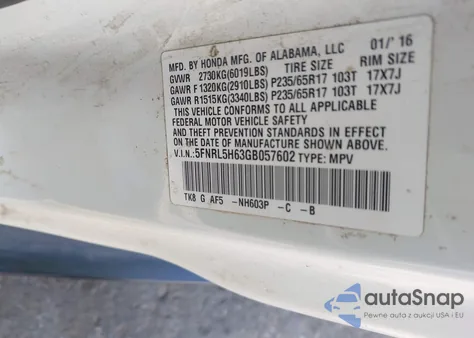 MFD. BY HONDA MFG. OF ALABAMA, LLC 01/ 16
GVWR 2730KG(6019LBS) TIRE SIZE RIM SIZE
GAWR F1320KG(2910LBS) P235/65R17 103T 17X7J
GAWR R1515KG(3340LBS) P235/65R17 103T 17X7J
THIS VEHICLE CONFORMS TO ALL APPLICABLE
FEDERAL MOTOR VEHICLE SAFETY
AND THEFT PREVENTION STANDARDS IN EFFECT
ON THE DATE OF MANUFACTURE SHOWN ABOVE.
V.I.N.: 5FNRL5H63GB057602 TYPE: MPV
TK8 G AF5 -NH603P -C -B
autoSnap
Pewne auta z aukcji USA i EU